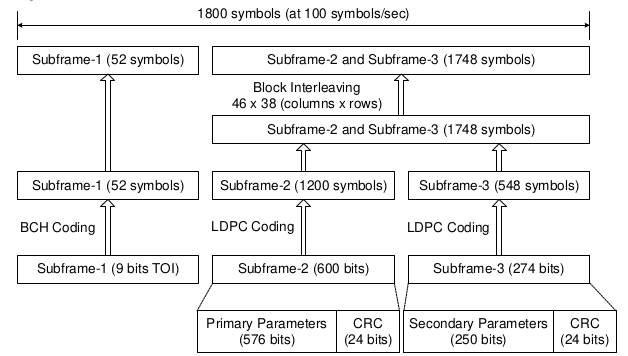 1800 symbols (at 100 symbols/sec)
Subframe-1 (52 symbols)
Subframe-2 and Subframe-3 (1748 symbols)
Block Interleaving
46 x 38 (columns x rows)
Subframe-2 and Subframe-3 (1748 symbols)
Subframe-1 (52 symbols)
Subframe-2 (1200 symbols)
Subframe-3 (548 symbols)
BCH Coding
LDPC Coding
LDPC Coding
Subframe-1 (9 bits TOI)
Subframe-2 (600 bits)
Subframe-3 (274 bits)
Primary Parameters
(576 bits)
CRC
(24 bits)
Secondary Parameters
(250 bits)
CRC
(24 bits)